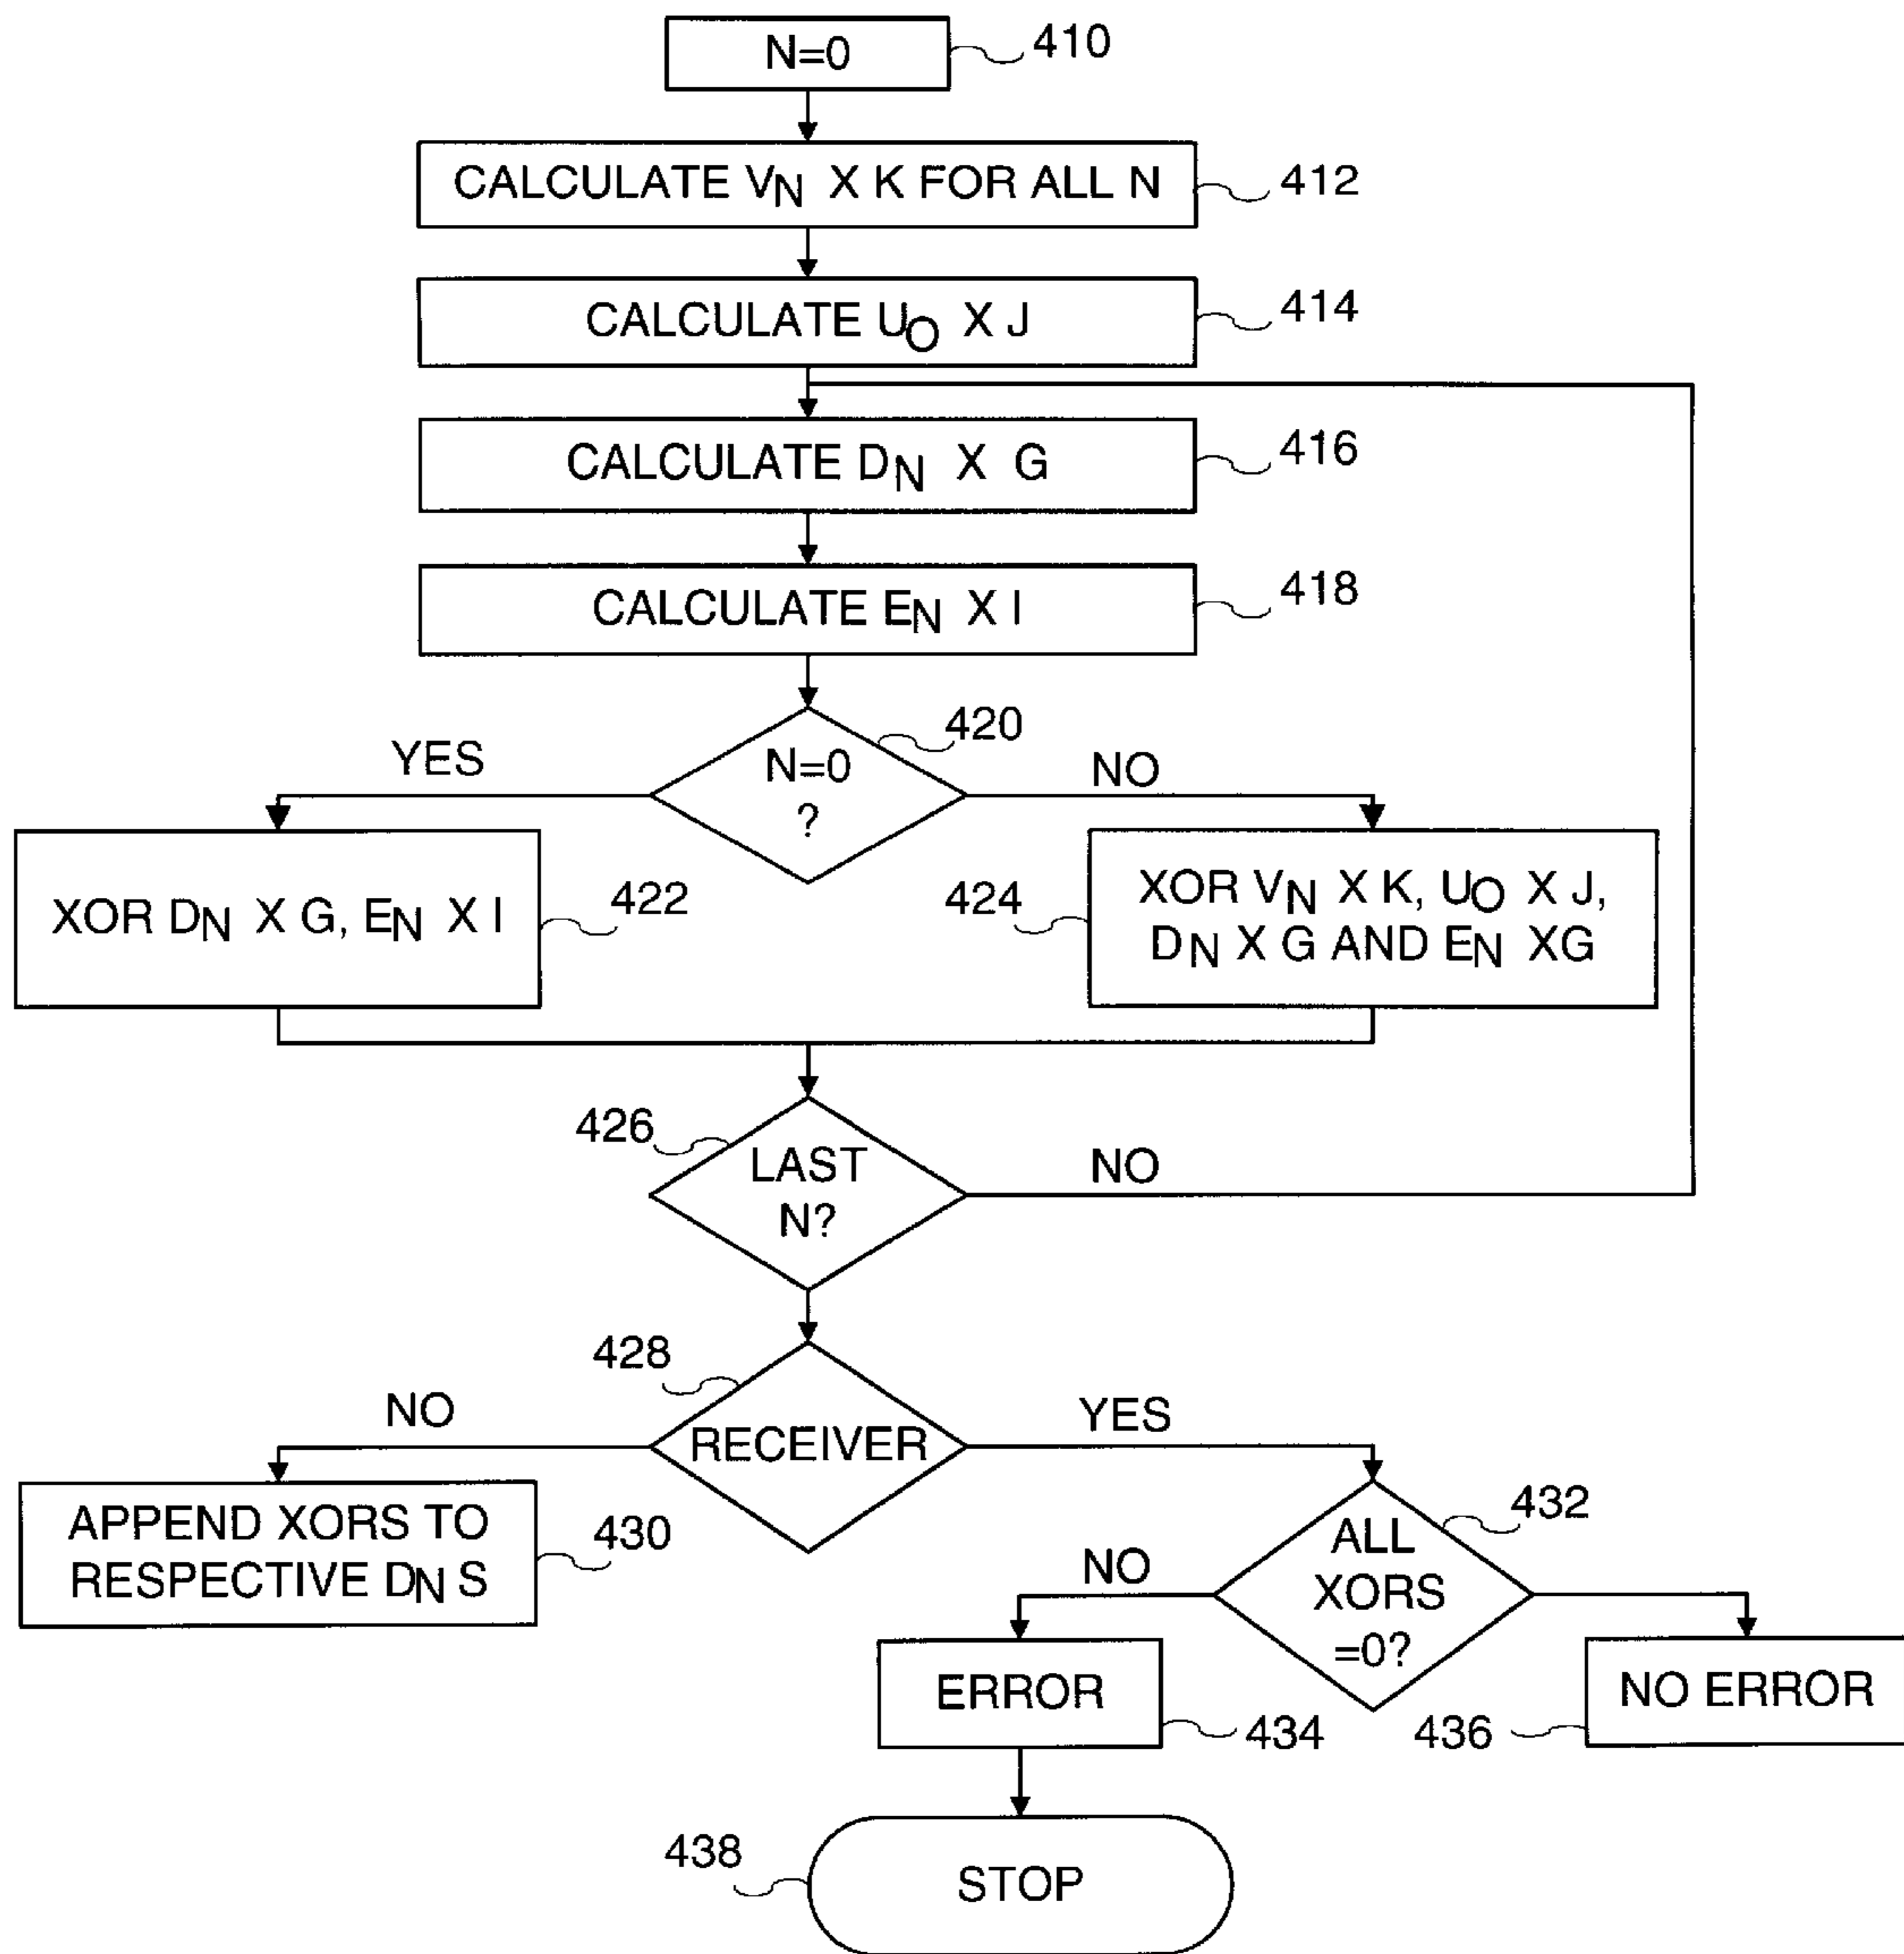 N=0
410
CALCULATE VN X K FOR ALL N
412
CALCULATE UO X J
414
CALCULATE DN X G
416
CALCULATE EN X I
418
420
N=0
?
YES
NO
XOR DN X G, EN X I
422
424
XOR VN X K, UO X J,
DN X G AND EN XG
426
LAST
N?
NO
428
RECEIVER
NO
YES
APPEND XORS TO
RESPECTIVE DN S
430
432
ALL
XORS
=0?
NO
ERROR
434
436
NO ERROR
438
STOP